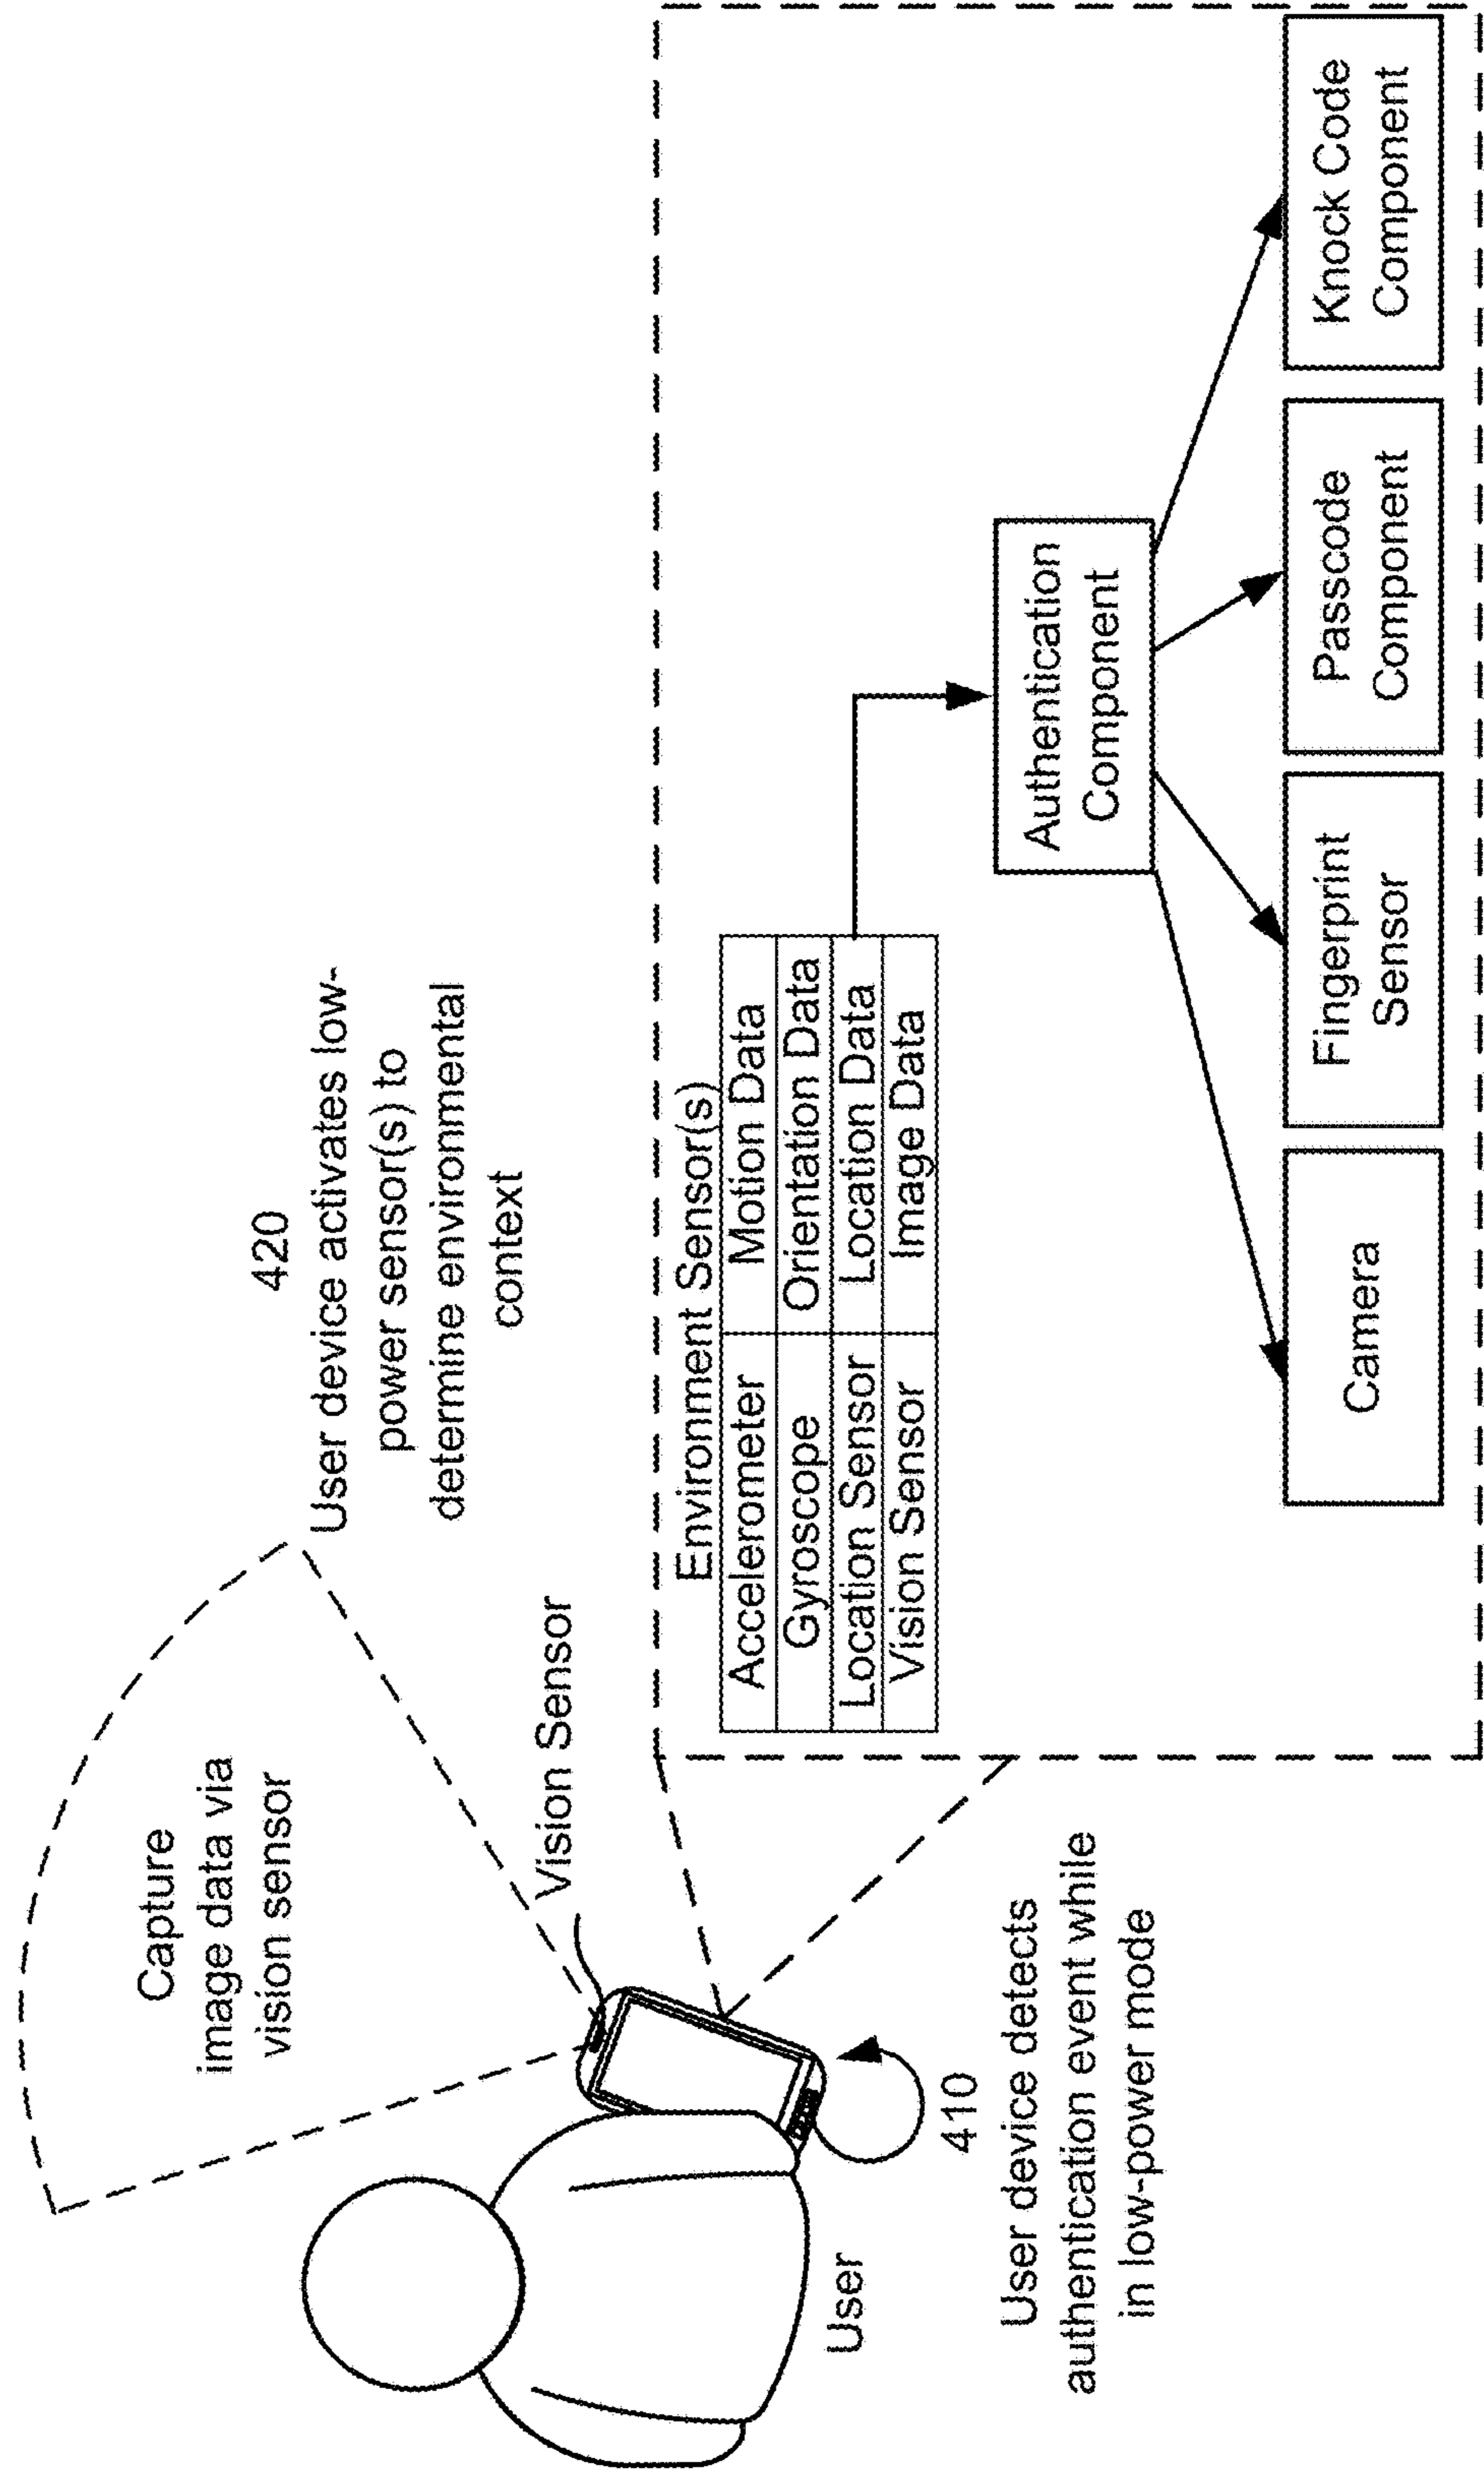 Capture
image data via
vision sensor
420
User device activates low-
power sensor(s) to
determine environmental
context
Vision Sensor
User
410
User device detects
authentication event while
in low-power mode
Environment Sensor(s)
Accelerometer Motion Data
Gyroscope Orientation Data
Location Sensor Location Data
Vision Sensor Image Data
Authentication
Component
Camera
Fingerprint
Sensor
Passcode
Component
Knock Code
Component